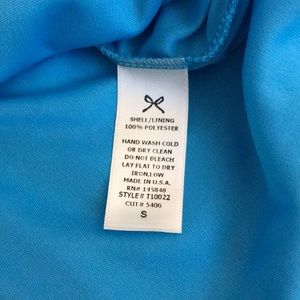 SHELL/LINING
100% POLYESTER
HAND WASH COLD
OR DRY CLEAN
DO NOT BLEACH
LAY FLAT TO DRY
IRON,LOW
MADE IN U.S.A.
RN# 145848
STYLE# T10022
CUT# 5406
S